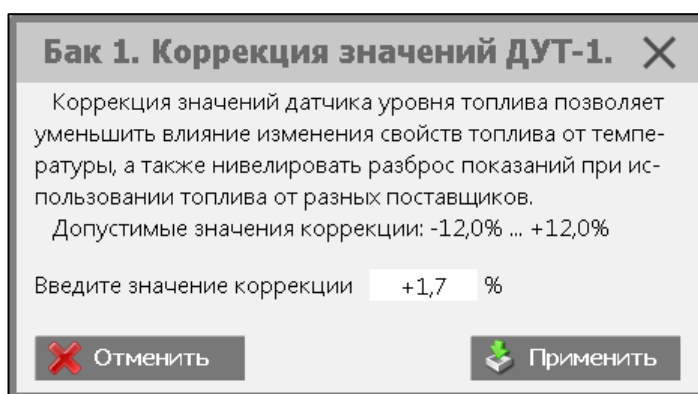 Бак 1. Коррекция значений ДУТ-1.
Коррекция значений датчика уровня топлива позволяет
уменьшить влияние изменения свойств топлива от темпе-
ратуры, а также нивелировать разброс показаний при ис-
пользовании топлива от разных поставщиков.
Допустимые значения коррекции: -12,0% ... +12,0%
Введите значение коррекции +1,7 %
Отменить Применить